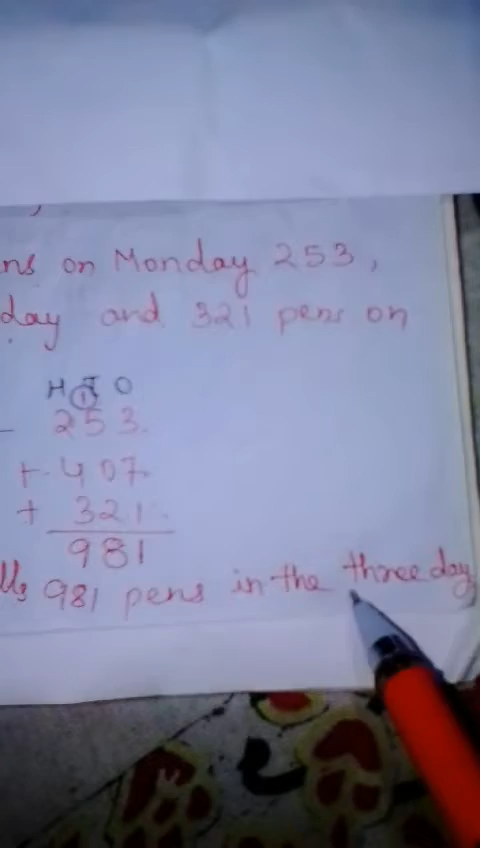 ns on Monday 253,
day and 321 pens on
H T O
1
253.
+ 407
+ 321
981
lls 981 pens in the three day